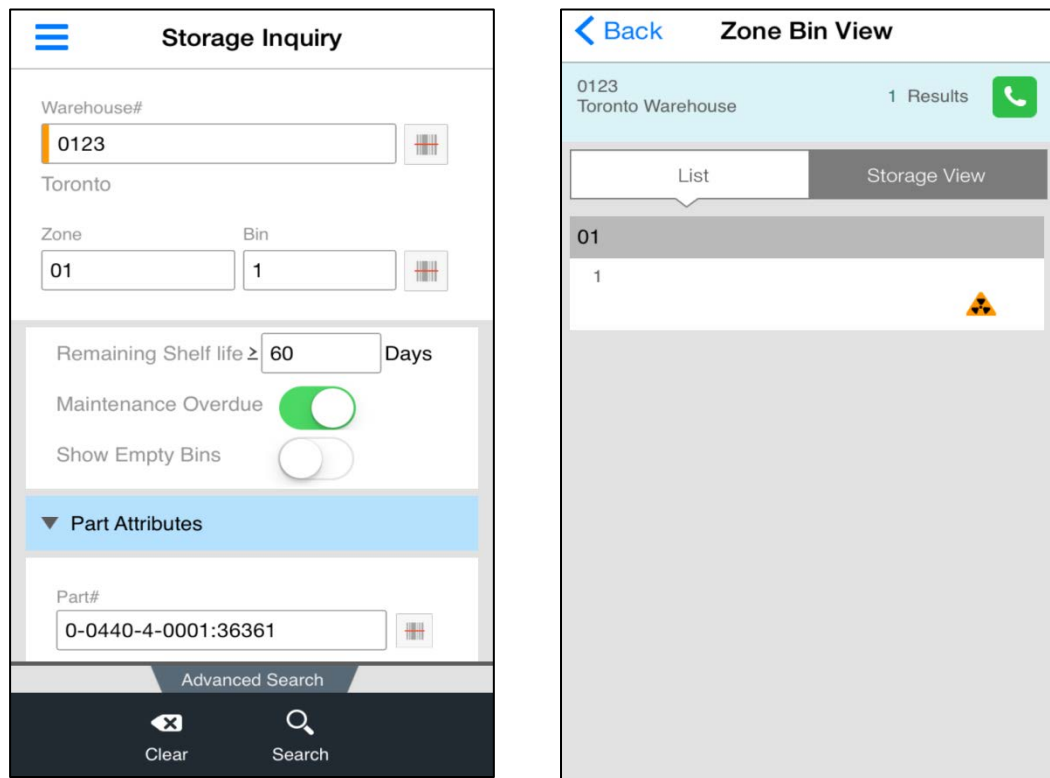 Storage Inquiry
Warehouse#
0123
Toronto
Zone Bin
01 1
Remaining Shelf life ≥ 60 Days
Maintenance Overdue
Show Empty Bins
Part Attributes
Part#
0-0440-4-0001:36361
Advanced Search
Clear Search
Back Zone Bin View
0123
Toronto Warehouse 1 Results
List Storage View
01
1